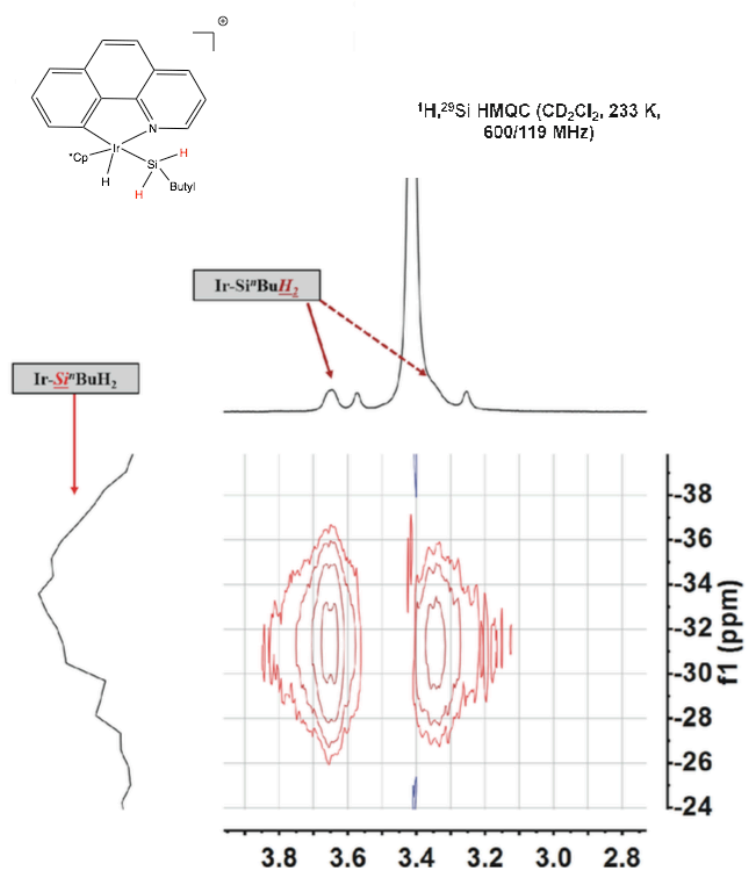 ⊕
N
*Cp
Ir
H
Si
H
H
Butyl
¹H,²⁹Si HMQC (CD₂Cl₂, 233 K,
600/119 MHz)
Ir-SiⁿBuH₂
Ir-SiⁿBuH₂
-38
-36
-34
-32
-30
-28
-26
-24
f1 (ppm)
3.8 3.6 3.4 3.2 3.0 2.8